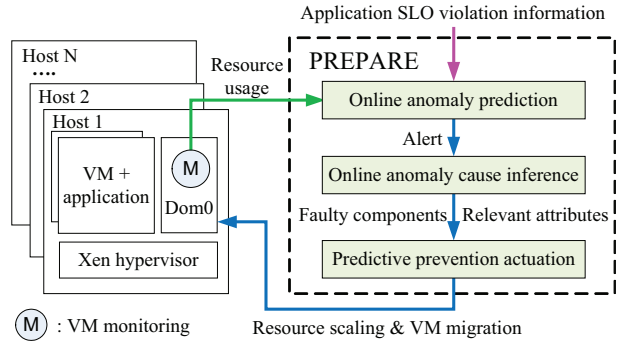 Application SLO violation information
Host N
....
Host 2
Host 1
VM +
application
M
Dom0
Xen hypervisor
M : VM monitoring
Resource
usage
PREPARE
Online anomaly prediction
Alert
Online anomaly cause inference
Faulty components
Relevant attributes
Predictive prevention actuation
Resource scaling & VM migration